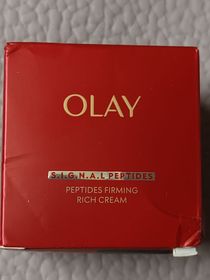 OLAY
S.I.G.N.A.L PEPTIDES
PEPTIDES FIRMING
RICH CREAM